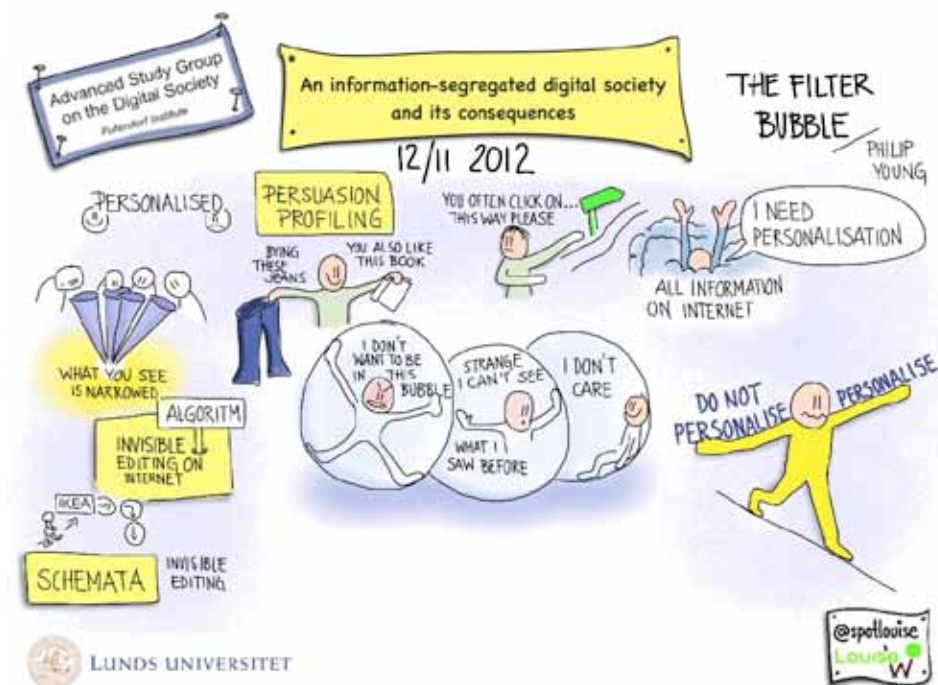 Advanced Study Group
on the Digital Society
Pufendorf Institute
An information-segregated digital society
and its consequences
12/11 2012
THE FILTER
BUBBLE
PHILIP
YOUNG
PERSONALISED
PERSUASION
PROFILING
BYING
THESE
JEANS
YOU ALSO LIKE
THIS BOOK
YOU OFTEN CLICK ON...
THIS WAY PLEASE
I NEED
PERSONALISATION
ALL INFORMATION
ON INTERNET
WHAT YOU SEE
IS NARROWED
ALGORITM
INVISIBLE
EDITING ON
INTERNET
IKEA
SCHEMATA
INVISIBLE
EDITING
I DON'T
WANT TO BE
IN THIS
BUBBLE
STRANGE
I CAN'T SEE
WHAT I
SAW BEFORE
I DON'T
CARE
DO NOT
PERSONALISE
PERSONALISE
LUNDS UNIVERSITET
@spotlouise
Louise
W